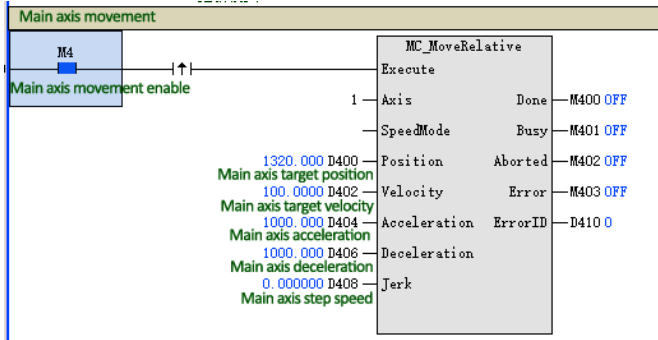 Main axis movement
M4
Main axis movement enable
MC_MoveRelative
Execute
1 Axis Done M400 OFF
SpeedMode Busy M401 OFF
1320.000 D400 Position Aborted M402 OFF
Main axis target position
100.0000 D402 Velocity Error M403 OFF
Main axis target velocity
1000.000 D404 Acceleration ErrorID D410 0
Main axis acceleration
1000.000 D406 Deceleration
Main axis deceleration
0.000000 D408 Jerk
Main axis step speed